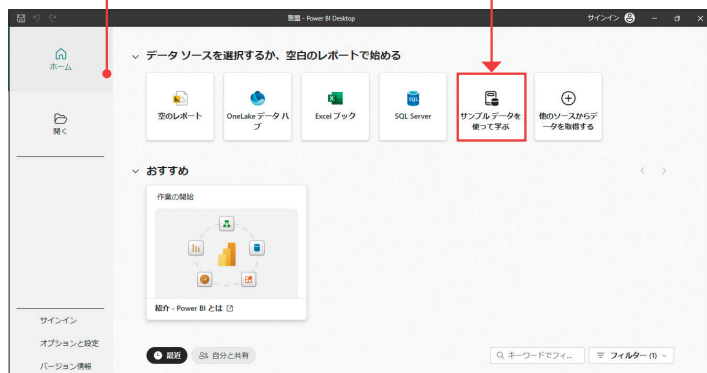 無題 - Power BI Desktop
サインイン
ホーム
開く
データ ソースを選択するか、空白のレポートで始める
空のレポート
OneLake データ ハ
ブ
Excel ブック
SQL
SQL Server
サンプル データを
使って学ぶ
他のソースからデ
ータを取得する
おすすめ
作業の開始
紹介 - Power BI とは
サインイン
オプションと設定
バージョン情報
最近
自分と共有
キーワードでフィ...
フィルター (1)